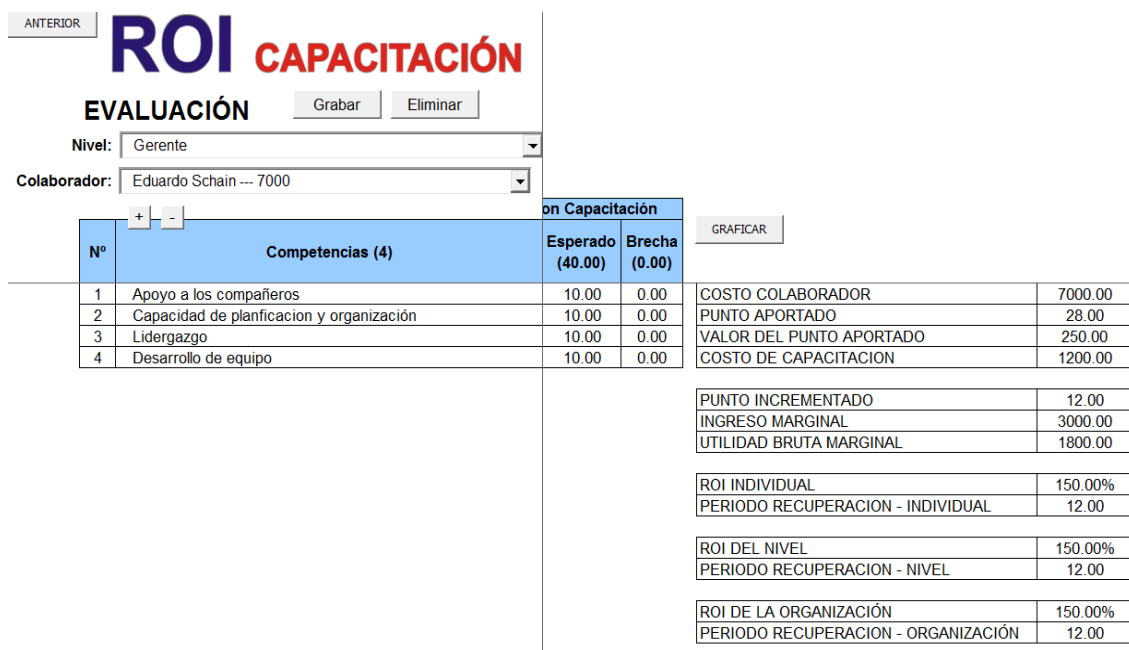 ANTERIOR
ROI CAPACITACIÓN
EVALUACIÓN Grabar Eliminar
Nivel: Gerente
Colaborador: Eduardo Schain --- 7000
+ -
on Capacitación
GRAFICAR
Nº Competencias (4) Esperado (40.00) Brecha (0.00)
1 Apoyo a los compañeros 10.00 0.00
2 Capacidad de planficacion y organización 10.00 0.00
3 Lidergazgo 10.00 0.00
4 Desarrollo de equipo 10.00 0.00
COSTO COLABORADOR 7000.00
PUNTO APORTADO 28.00
VALOR DEL PUNTO APORTADO 250.00
COSTO DE CAPACITACION 1200.00
PUNTO INCREMENTADO 12.00
INGRESO MARGINAL 3000.00
UTILIDAD BRUTA MARGINAL 1800.00
ROI INDIVIDUAL 150.00%
PERIODO RECUPERACION - INDIVIDUAL 12.00
ROI DEL NIVEL 150.00%
PERIODO RECUPERACION - NIVEL 12.00
ROI DE LA ORGANIZACIÓN 150.00%
PERIODO RECUPERACION - ORGANIZACIÓN 12.00